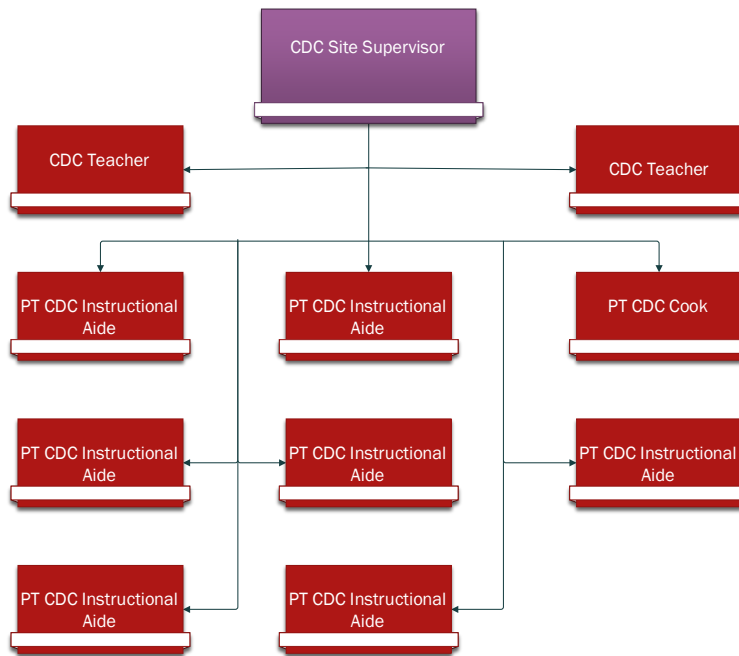 CDC Site Supervisor
CDC Teacher
CDC Teacher
PT CDC Instructional
Aide
PT CDC Instructional
Aide
PT CDC Cook
PT CDC Instructional
Aide
PT CDC Instructional
Aide
PT CDC Instructional
Aide
PT CDC Instructional
Aide
PT CDC Instructional
Aide